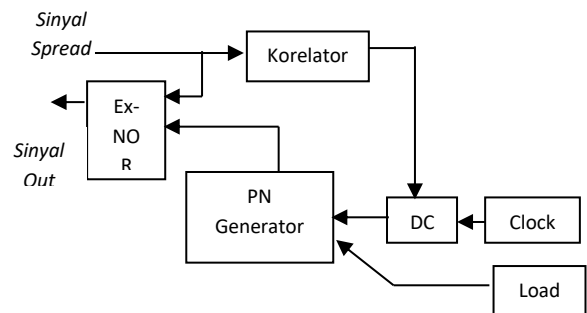 Sinyal
Spread
Korelator
Ex-
NO
R
Sinyal
Out
PN
Generator
DC
Clock
Load